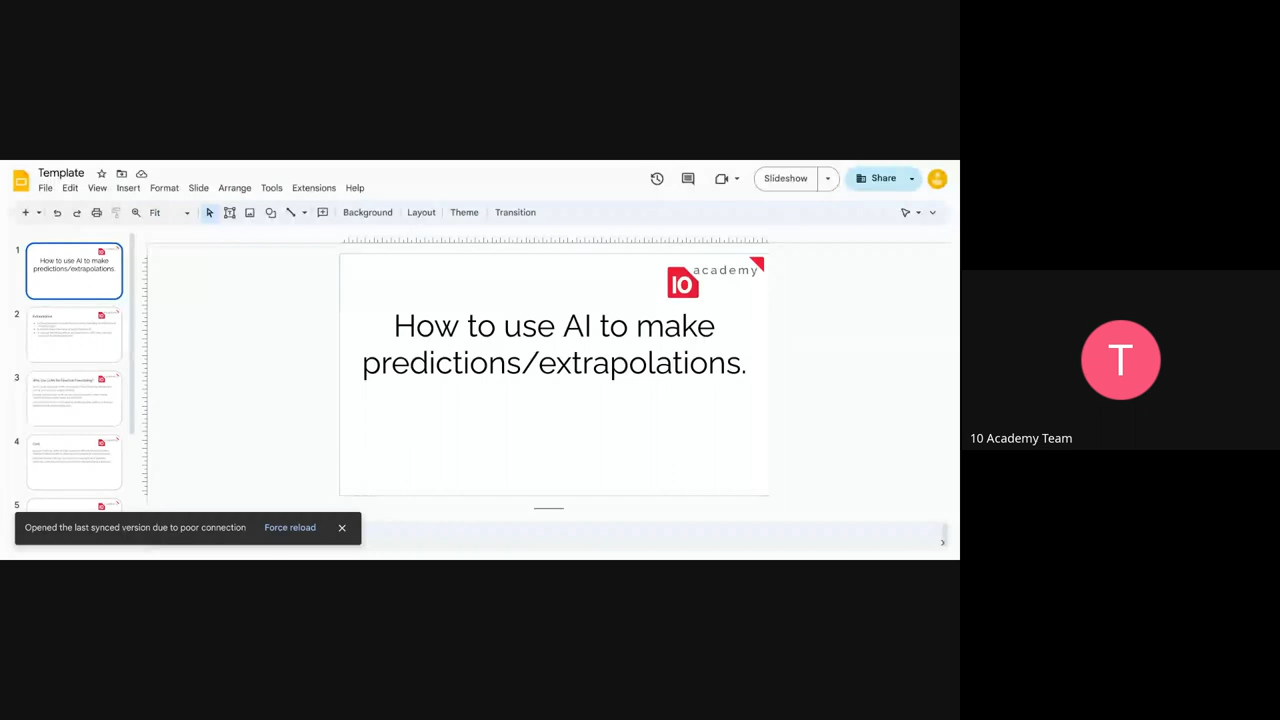 Template
File Edit View Insert Format Slide Arrange Tools Extensions Help
Slideshow
Share
Fit
Background Layout Theme Transition
1
How to use AI to make
predictions/extrapolations.
2
3
4
5
10 academy
How to use AI to make
predictions/extrapolations.
Opened the last synced version due to poor connection Force reload
T
10 Academy Team